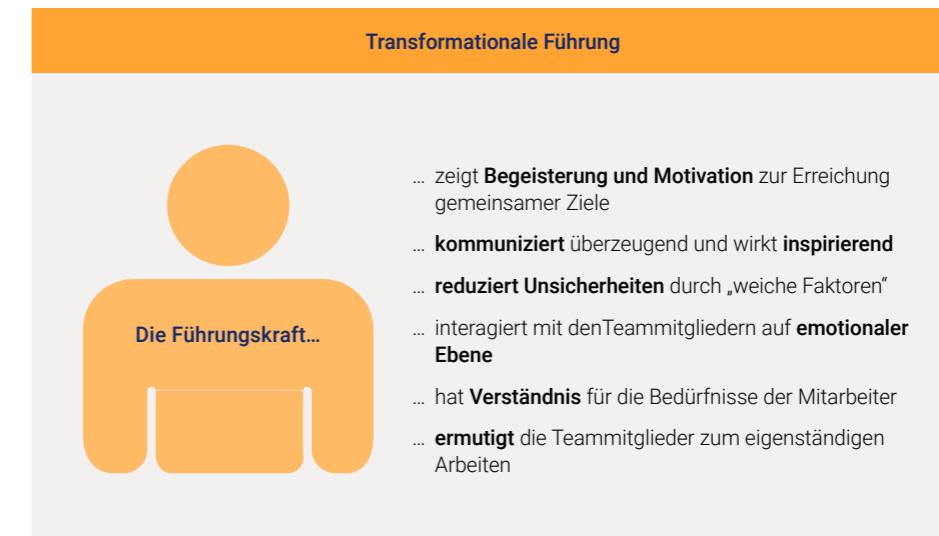 Transformationale Führung
Die Führungskraft...
... zeigt Begeisterung und Motivation zur Erreichung
gemeinsamer Ziele
... kommuniziert überzeugend und wirkt inspirierend
... reduziert Unsicherheiten durch „weiche Faktoren“
... interagiert mit denTeammitgliedern auf emotionaler
Ebene
... hat Verständnis für die Bedürfnisse der Mitarbeiter
... ermutigt die Teammitglieder zum eigenständigen
Arbeiten